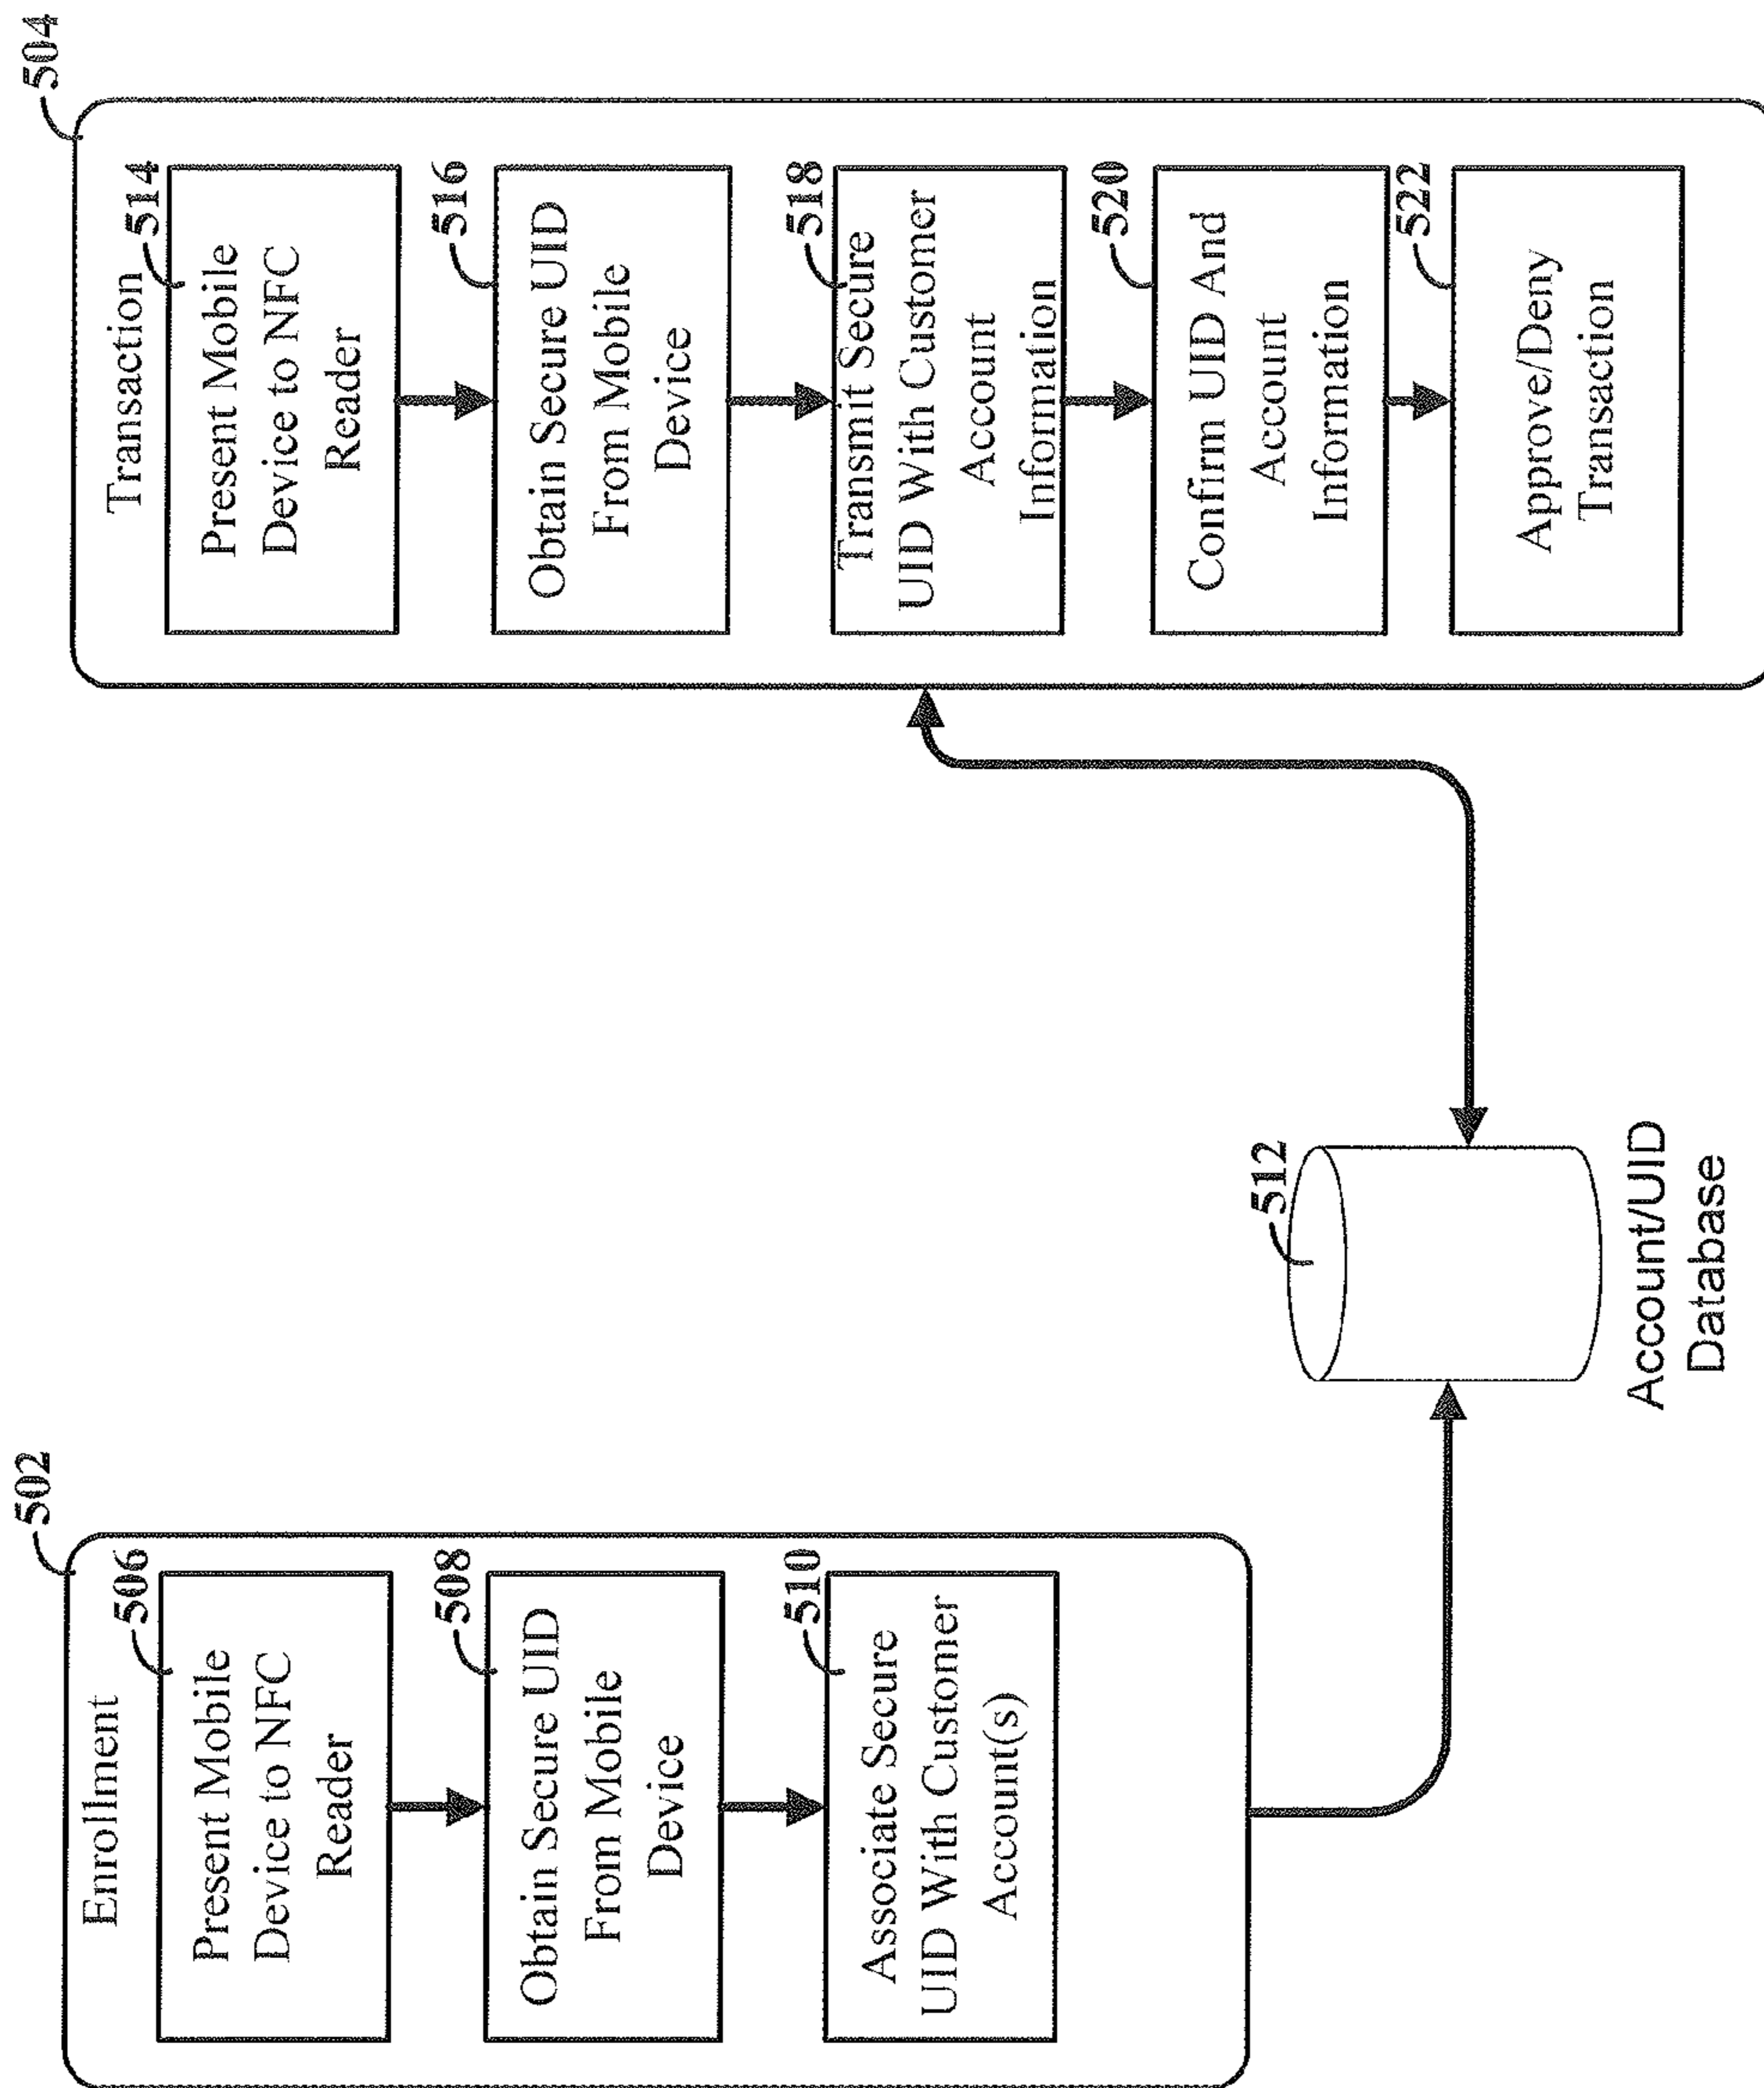 502
Enrollment
506
Present Mobile
Device to NFC
Reader
508
Obtain Secure UID
From Mobile
Device
510
Associate Secure
UID With Customer
Account(s)
512
Account/UID
Database
504
Transaction
514
Present Mobile
Device to NFC
Reader
516
Obtain Secure UID
From Mobile
Device
518
Transmit Secure
UID With Customer
Account
Information
520
Confirm UID And
Account
Information
522
Approve/Deny
Transaction